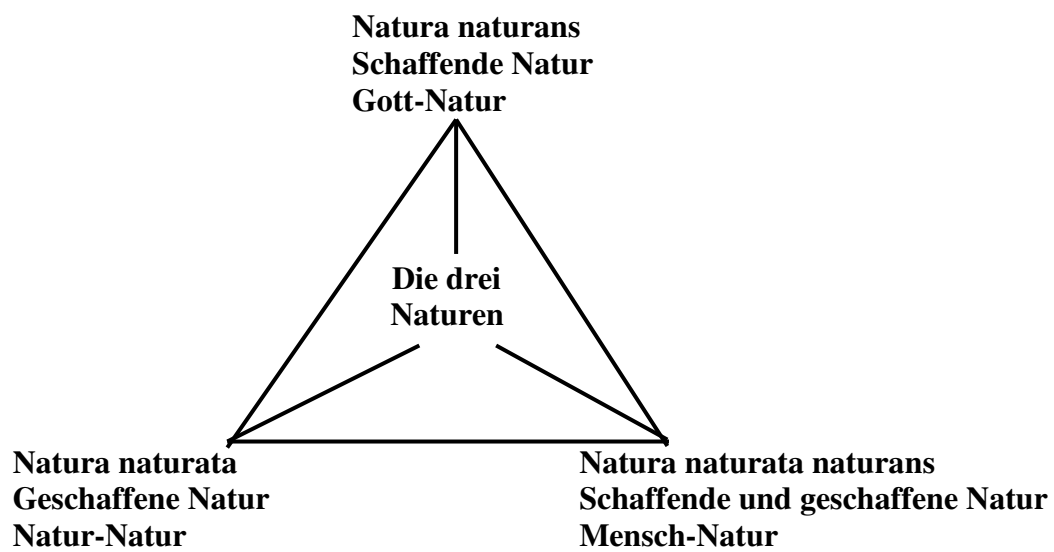 Natura naturans
Schaffende Natur
Gott-Natur
Die drei
Naturen
Natura naturata
Geschaffene Natur
Natur-Natur
Natura naturata naturans
Schaffende und geschaffene Natur
Mensch-Natur